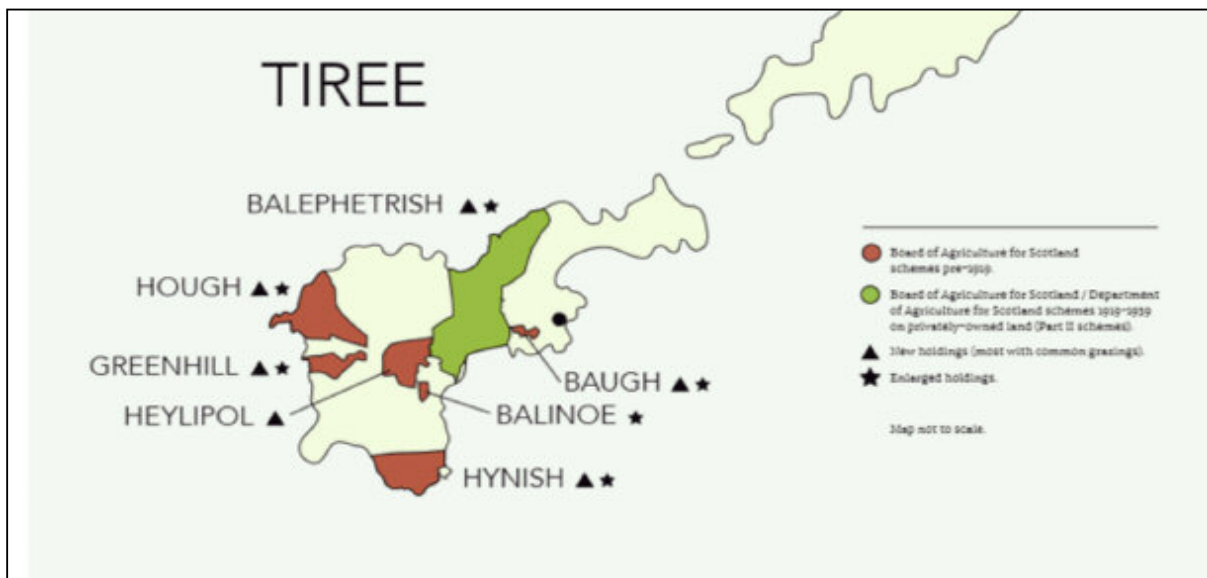 TIREE
BALEPHETRISH ▲ ★
HOUGH ▲ ★
GREENHILL ▲ ★
HEYLIPOL ▲
BAUGH ▲ ★
BALINOE ★
HYNISH ▲ ★
Board of Agriculture for Scotland
schemes pre-1919.
Board of Agriculture for Scotland / Department
of Agriculture for Scotland schemes 1919-1939
on privately-owned land (Part II schemes).
▲ New holdings (most with common grazings).
★ Enlarged holdings.
Map not to scale.